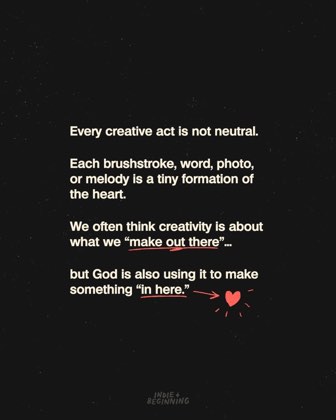 Every creative act is not neutral.
Each brushstroke, word, photo,
or melody is a tiny formation of
the heart.
We often think creativity is about
what we “make out there”...
but God is also using it to make
something “in here.”
INDIE +
BEGINNING